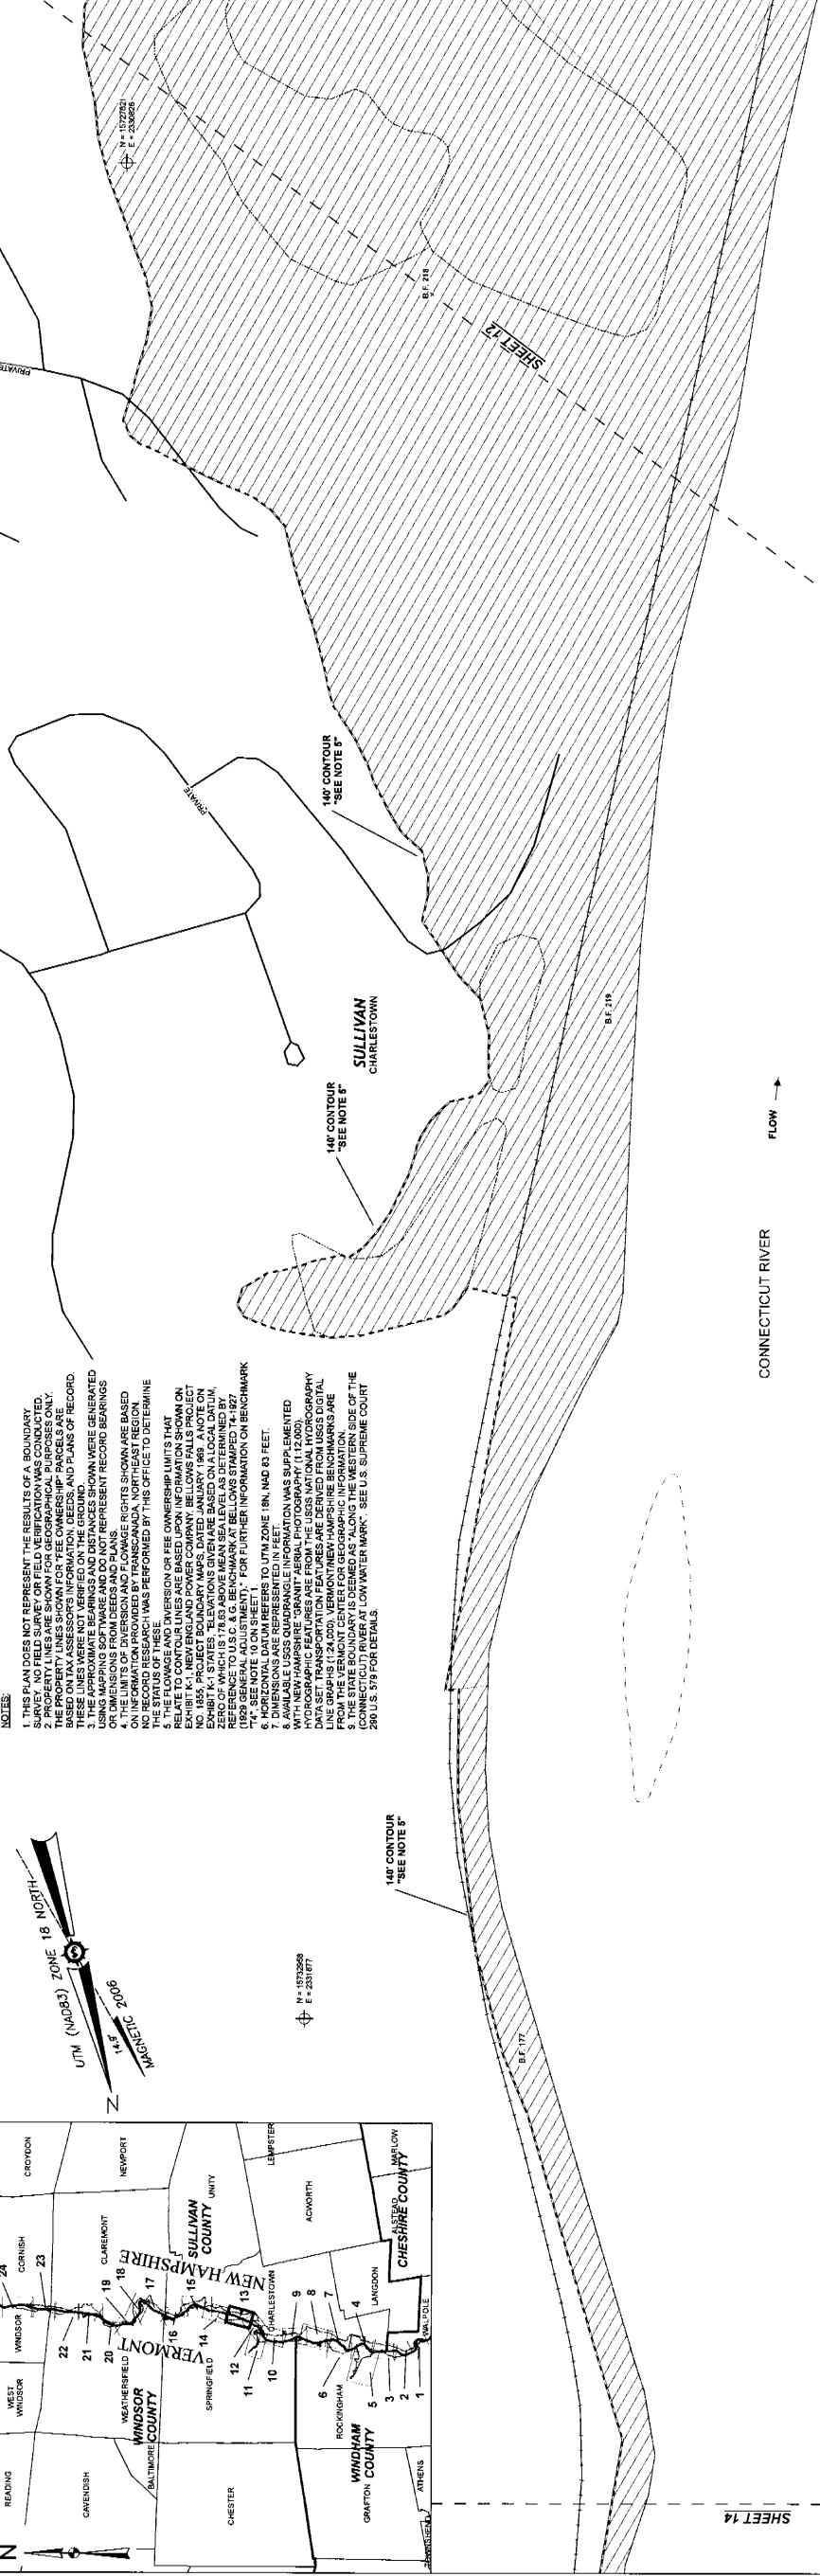 NOTES:
1. THIS PLAN DOES NOT REPRESENT THE RESULTS OF A BOUNDARY
SURVEY. NO FIELD SURVEY OR FIELD VERIFICATION WAS CONDUCTED.
2. PROPERTY LINES ARE SHOWN FOR GEOGRAPHICAL PURPOSES ONLY.
THE PROPERTY LINES SHOWN FOR "FEE OWNERSHIP" PARCELS ARE
BASED ON TAX ASSESSOR'S INFORMATION, DEEDS, AND PLANS OF RECORD.
THESE LINES WERE NOT VERIFIED ON THE GROUND.
3. THE APPROXIMATE BEARINGS AND DISTANCES SHOWN WERE GENERATED
USING MAPPING SOFTWARE AND DO NOT REPRESENT RECORD BEARINGS
OR DIMENSIONS FROM DEEDS AND PLANS.
4. THE LIMITS OF DIVERSION AND FLOWAGE RIGHTS SHOWN ARE BASED
ON INFORMATION PROVIDED BY TRANSCANADA, NORTHEAST REGION.
NO RECORD RESEARCH WAS PERFORMED BY THIS OFFICE TO DETERMINE
THE STATUS OF THESE.
5. THE FLOWAGE AND DIVERSION OR FEE OWNERSHIP LIMITS THAT
RELATE TO CONTOUR LINES ARE BASED UPON INFORMATION SHOWN ON
EXHIBIT K-1, NEW ENGLAND POWER COMPANY, BELLOWS FALLS PROJECT
NO. 1855, PROJECT BOUNDARY MAPS, DATED JANUARY 1969. A NOTE ON
EXHIBIT K-1 STATES, "ELEVATIONS GIVEN ARE BASED ON A LOCAL DATUM,
ZERO OF WHICH IS 178.63 ABOVE MEAN SEA LEVEL AS DETERMINED BY
REFERENCE TO U.S.C. & G. BENCHMARK AT BELLOWS STAMPED T4-1927
(1929 GENERAL ADJUSTMENT)." FOR FURTHER INFORMATION ON BENCHMARK
"T4", SEE NOTE 10 ON SHEET 1.
6. HORIZONTAL DATUM REFERS TO UTM ZONE 18N, NAD 83 FEET.
7. DIMENSIONS ARE REPRESENTED IN FEET.
8. AVAILABLE USGS QUADRANGLE INFORMATION WAS SUPPLEMENTED
WITH NEW HAMPSHIRE "GRANIT" AERIAL PHOTOGRAPHY (1:12,000).
HYDROGRAPHIC FEATURES ARE FROM THE USGS NATIONAL HYDROGRAPHY
DATA SET. TRANSPORTATION FEATURES ARE DERIVED FROM USGS DIGITAL
LINE GRAPHS (1:24,000). VERMONT/NEW HAMPSHIRE BENCHMARKS ARE
FROM THE VERMONT CENTER FOR GEOGRAPHIC INFORMATION.
9. THE STATE BOUNDARY IS DEEMED AS "ALONG THE WESTERN SIDE OF THE
(CONNECTICUT) RIVER AT LOW WATER MARK". SEE U.S. SUPREME COURT
290 U.S. 579 FOR DETAILS.
UTM (NAD83) ZONE 18 NORTH
14.9°
MAGNETIC 2006
N
N = 15732958
E = 2331677
N = 15727821
E = 2330826
140' CONTOUR
"SEE NOTE 5"
140' CONTOUR
"SEE NOTE 5"
140' CONTOUR
"SEE NOTE 5"
SULLIVAN
CHARLESTOWN
PRIVATE
PRIVATE
B.F. 177
B.F. 219
B.F. 218
SHEET 12
SHEET 14
CONNECTICUT RIVER
FLOW
N
READING
WEST
WINDSOR
WINDSOR
24
CORNISH
23
CROYDON
CAVENDISH
22
21
20
19
18
17
CLAREMONT
NEWPORT
WEATHERSFIELD
WINDSOR
COUNTY
BALTIMORE
VERMONT
NEW HAMPSHIRE
16
15
14
13
SULLIVAN
COUNTY
UNITY
SPRINGFIELD
CHESTER
12
11
10
CHARLESTOWN
LEMPSTER
ACWORTH
9
8
7
6
5
4
3
2
1
ROCKINGHAM
LANGDON
WINDHAM
COUNTY
GRAFTON
ATHENS
TOWNSHEND
ALSTEAD
MARLOW
CHESHIRE COUNTY
WALPOLE